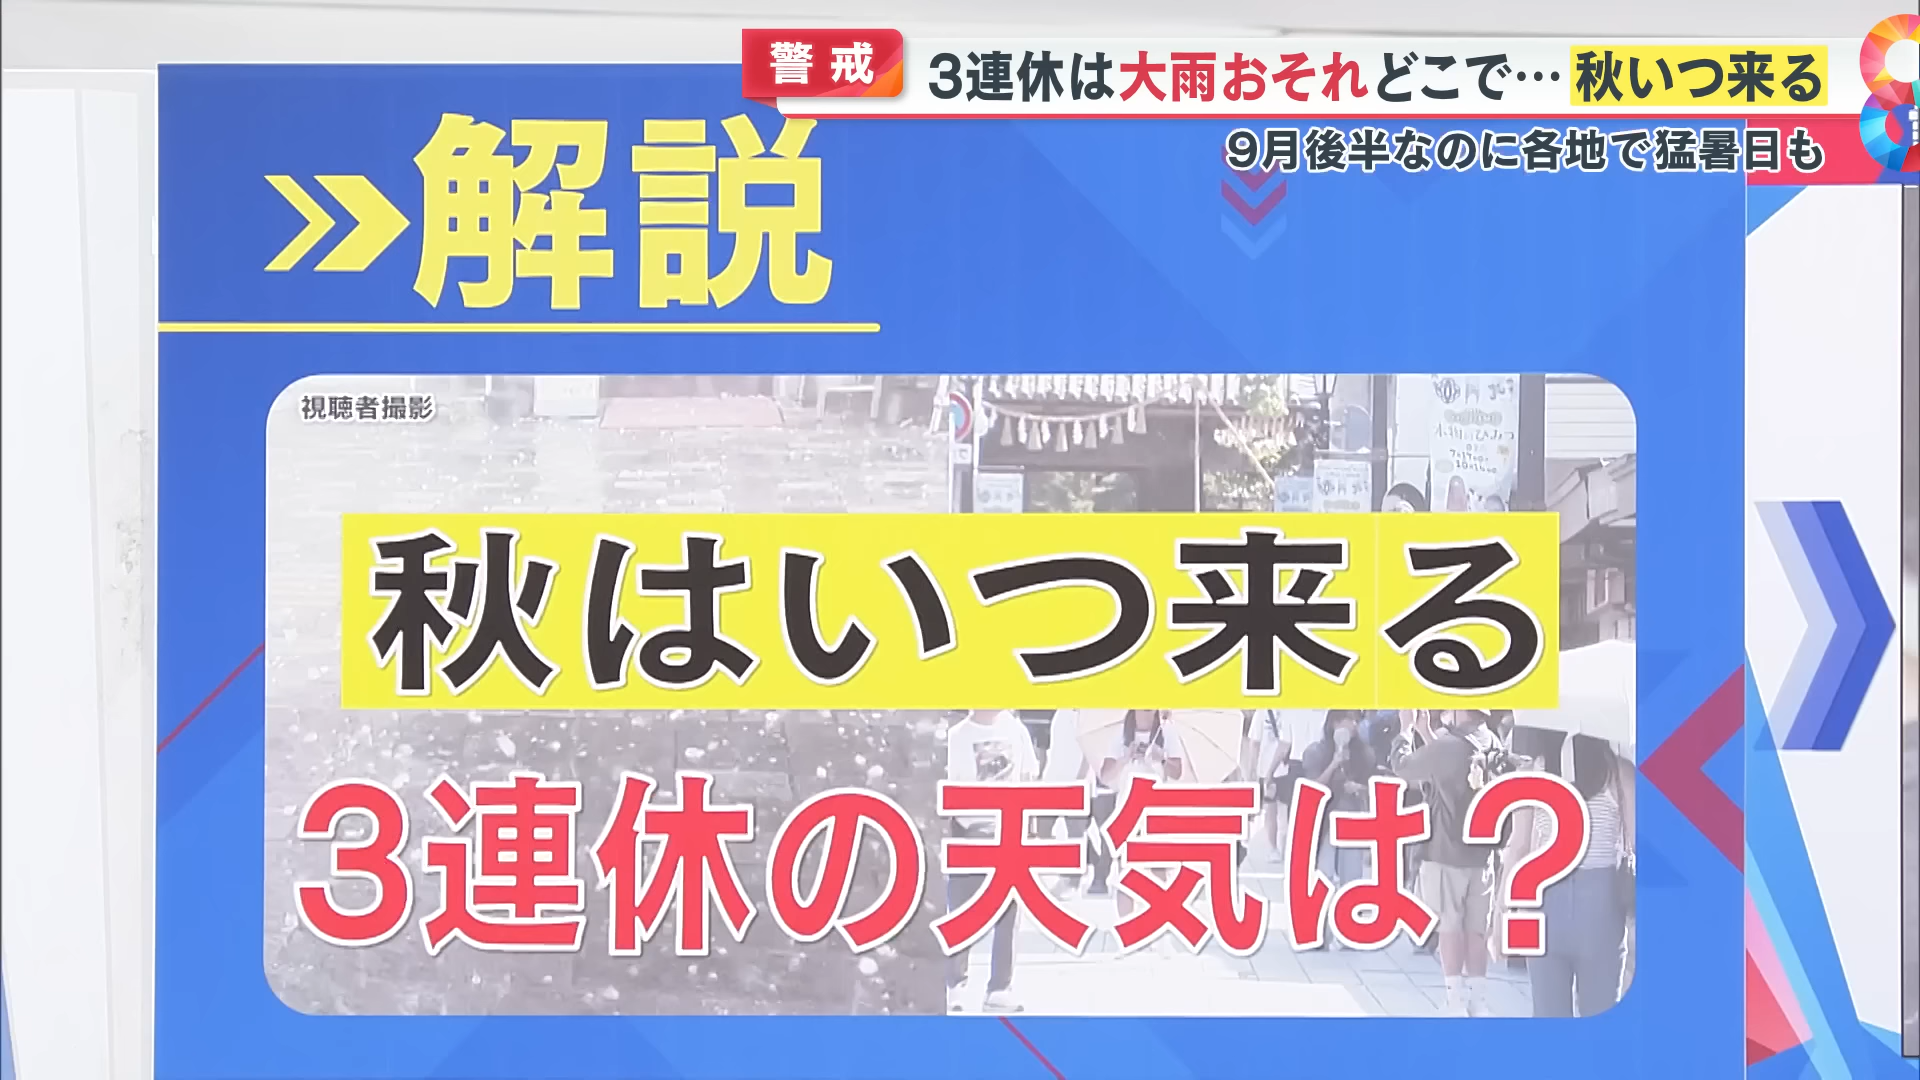 警戒
3連休は大雨おそれどこで…秋いつ来る
9月後半なのに各地で猛暑日も
解説
視聴者撮影
秋はいつ来る
3連休の天気は?